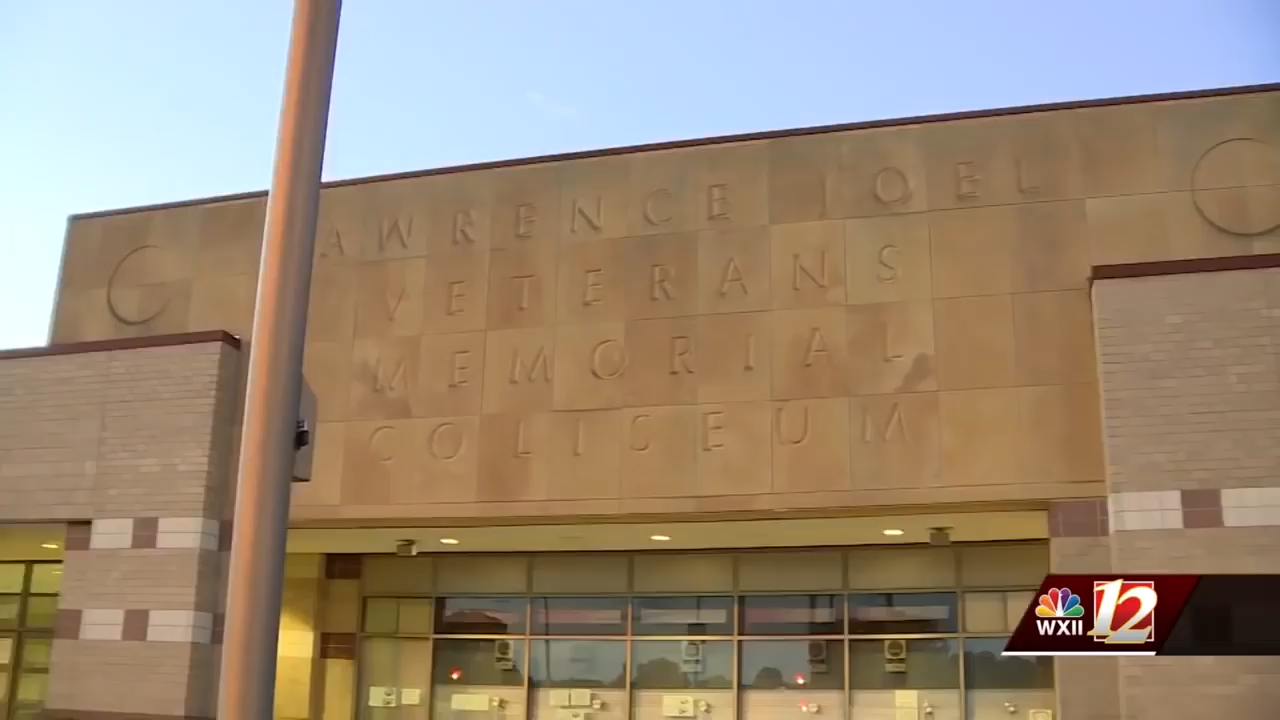 AWRENCE JOEL
VETERANS
MEMORIAL
COLISEUM
WXII 12